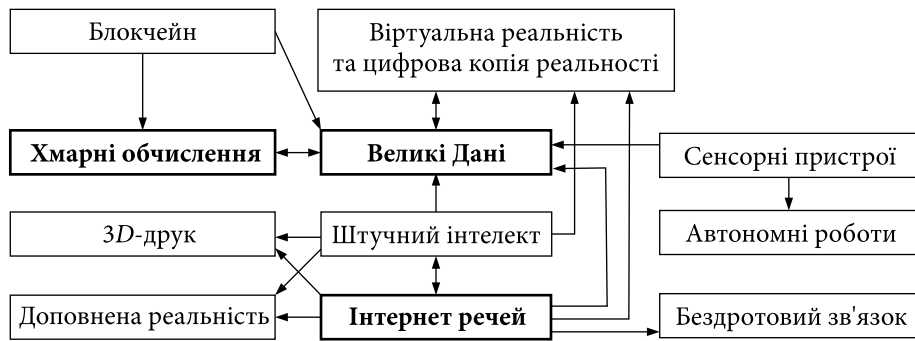 Блокчейн
Віртуальна реальність
та цифрова копія реальності
Хмарні обчислення
Великі Дані
Сенсорні пристрої
3D-друк
Штучний інтелект
Автономні роботи
Доповнена реальність
Інтернет речей
Бездротовий зв'язок